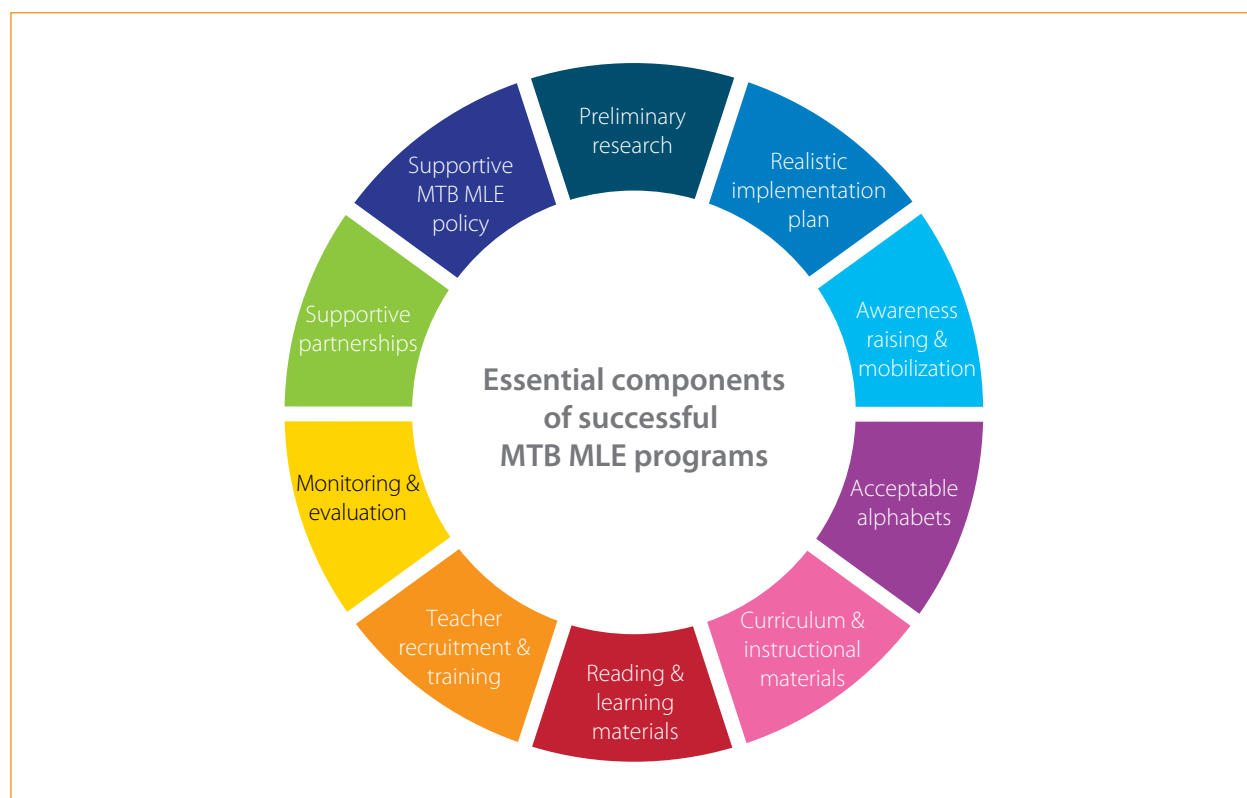 Preliminary
research
Realistic
implementation
plan
Awareness
raising &
mobilization
Acceptable
alphabets
Curriculum &
instructional
materials
Reading &
learning
materials
Teacher
recruitment &
training
Monitoring &
evaluation
Supportive
partnerships
Supportive
MTB MLE
policy
Essential components
of successful
MTB MLE programs